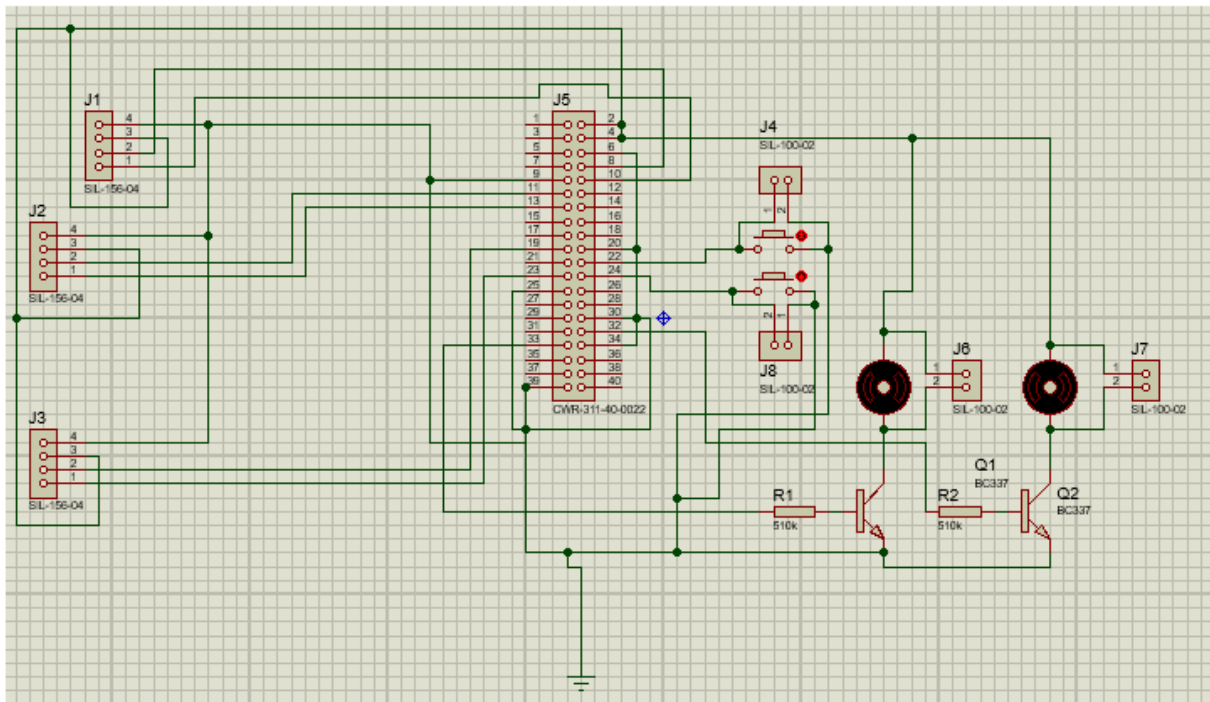 J1
4
3
2
1
SIL-156-04
J2
4
3
2
1
SIL-156-04
J3
4
3
2
1
SIL-156-04
J5
1 2
3 4
5 6
7 8
9 10
11 12
13 14
15 16
17 18
19 20
21 22
23 24
25 26
27 28
29 30
31 32
33 34
35 36
37 38
39 40
CWR-311-40-0022
J4
SIL-100-02
1 2
2 1
J8
SIL-100-02
J6
1
2
SIL-100-02
J7
1
2
SIL-100-02
R1
510k
Q1
BC337
R2
510k
Q2
BC337